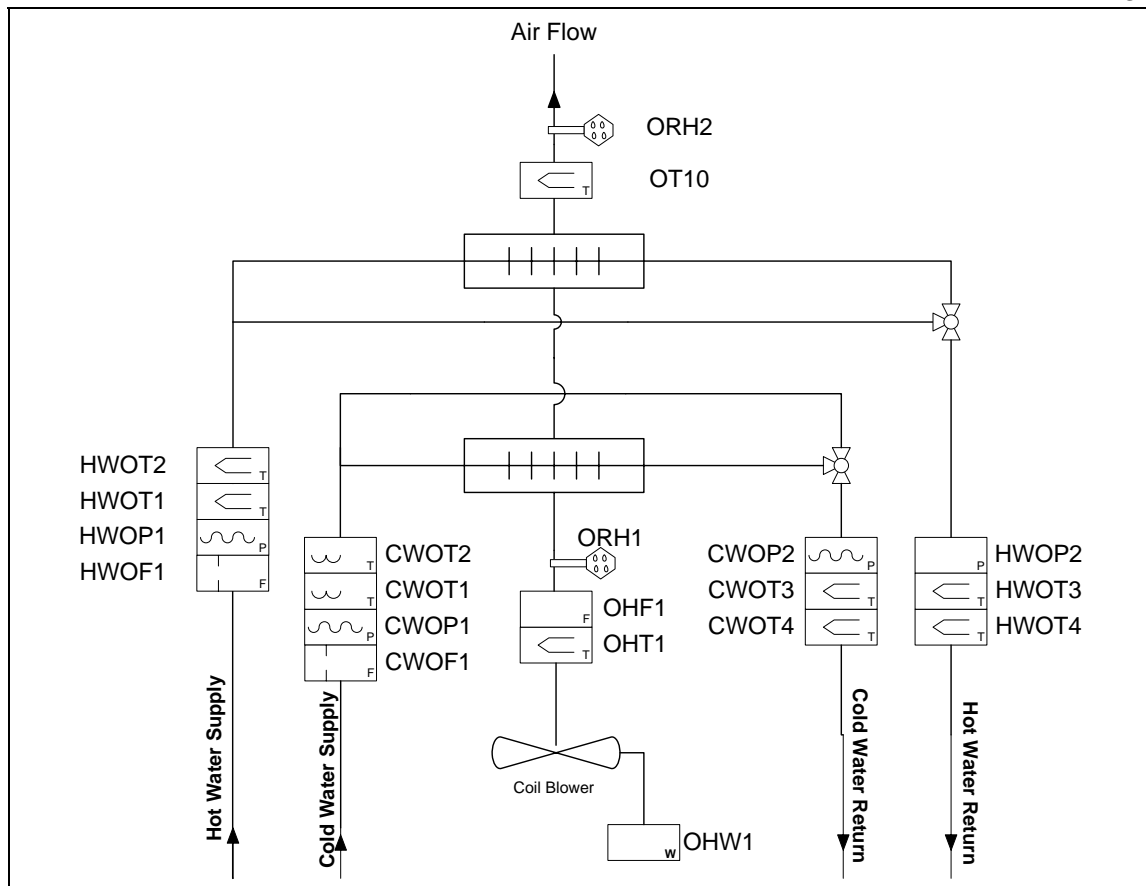 Air Flow
ORH2
OT10
T
HWOT2
T
HWOT1
T
HWOP1
P
HWOF1
F
CWOT2
T
CWOT1
T
CWOP1
P
CWOF1
F
ORH1
OHF1
F
OHT1
T
CWOP2
P
CWOT3
T
CWOT4
T
HWOP2
P
HWOT3
T
HWOT4
T
Hot Water Supply
Cold Water Supply
Coil Blower
OHW1
W
Cold Water Return
Hot Water Return